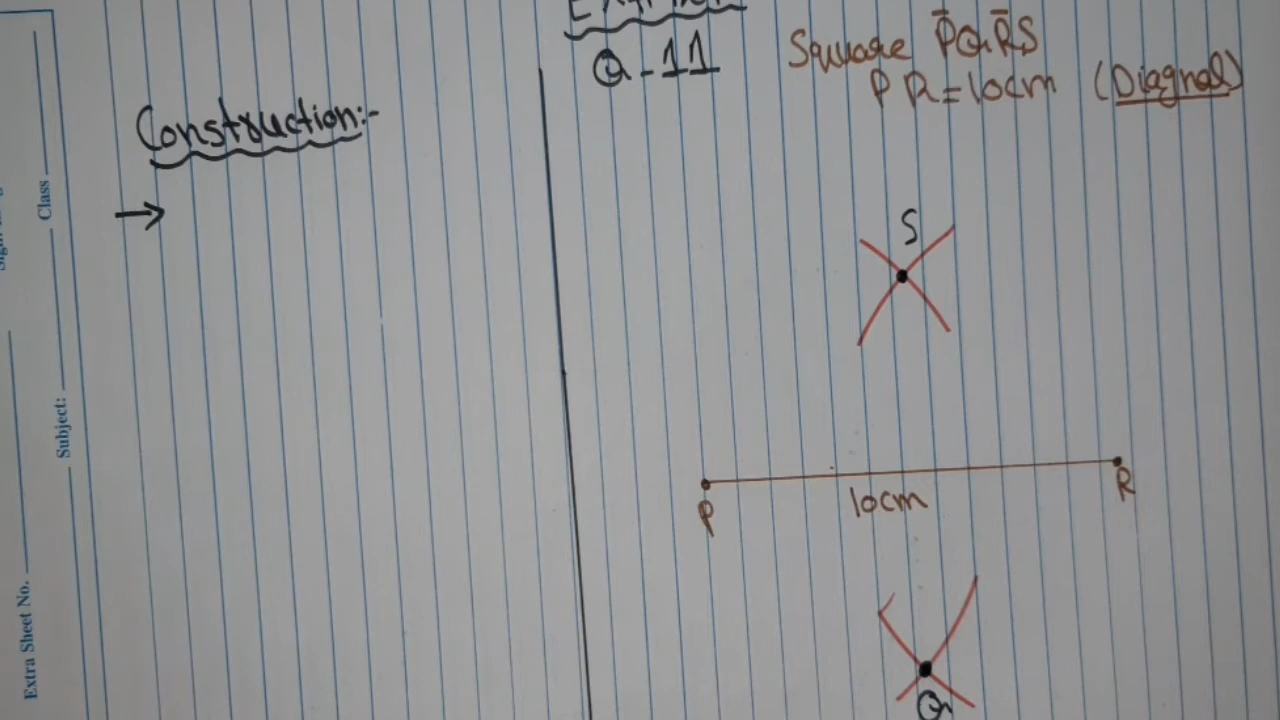 Q-11
Square PQRS
PR=10cm (Diagnal)
Construction:-
→
S
P
10cm
R
Q
Class
Subject:
Extra Sheet No.